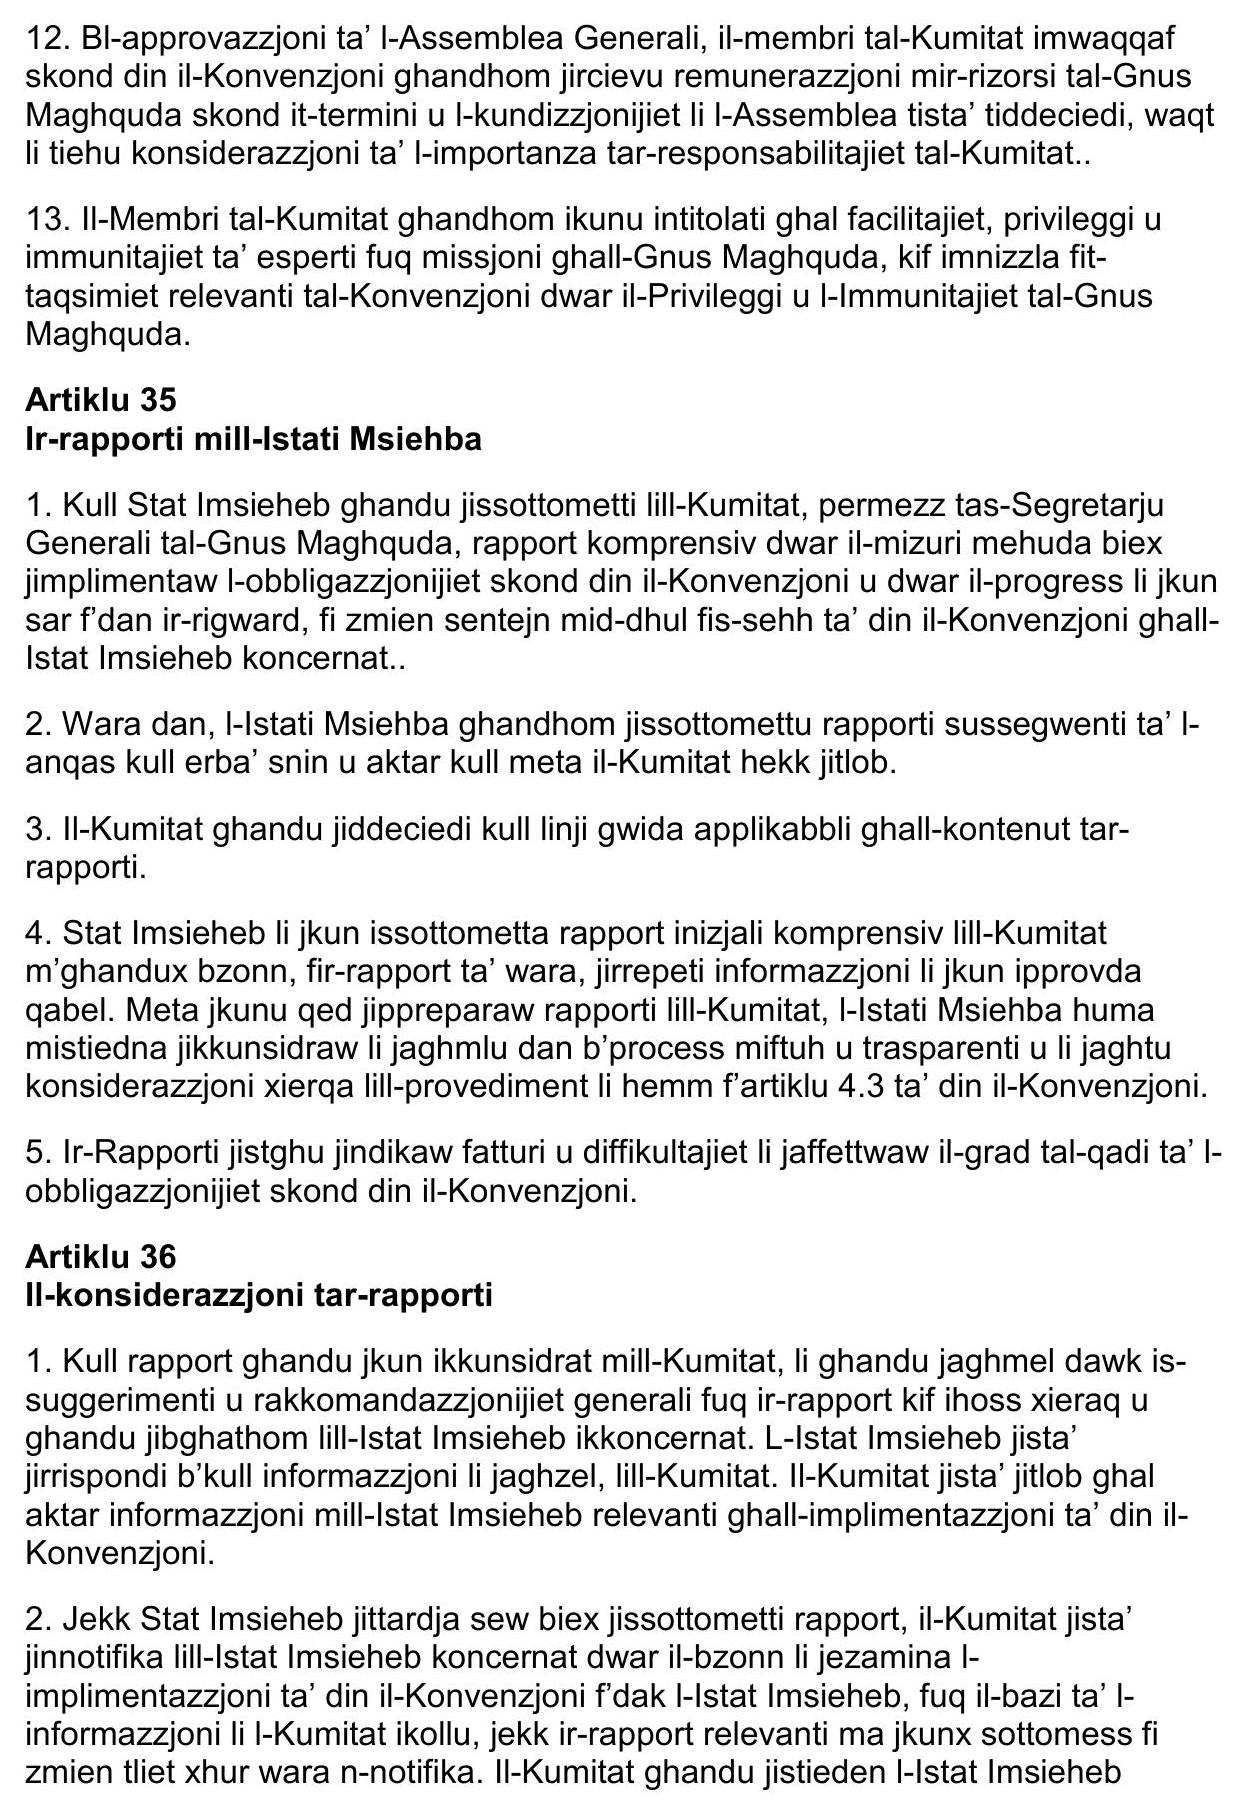 12. Bl-approvazzjoni ta’ l-Assemblea Generali, il-membri tal-Kumitat imwaqqaf
skond din il-Konvenzjoni ghandhom jircievu remunerazzjoni mir-rizorsi tal-Gnus
Maghquda skond it-termini u l-kundizzjonijiet li l-Assemblea tista’ tiddeciedi, waqt
li tiehu konsiderazzjoni ta’ l-importanza tar-responsabilitajiet tal-Kumitat..
13. Il-Membri tal-Kumitat ghandhom ikunu intitolati ghal facilitajiet, privileggi u
immunitajiet ta’ esperti fuq missjoni ghall-Gnus Maghquda, kif imnizzla fit-
taqsimiet relevanti tal-Konvenzjoni dwar il-Privileggi u l-Immunitajiet tal-Gnus
Maghquda.
Artiklu 35
Ir-rapporti mill-Istati Msiehba
1. Kull Stat Imsieheb ghandu jissottometti lill-Kumitat, permezz tas-Segretarju
Generali tal-Gnus Maghquda, rapport komprensiv dwar il-mizuri mehuda biex
jimplimentaw l-obbligazzjonijiet skond din il-Konvenzjoni u dwar il-progress li jkun
sar f’dan ir-rigward, fi zmien sentejn mid-dhul fis-sehh ta’ din il-Konvenzjoni ghall-
Istat Imsieheb koncernat..
2. Wara dan, l-Istati Msiehba ghandhom jissottomettu rapporti sussegwenti ta’ l-
anqas kull erba’ snin u aktar kull meta il-Kumitat hekk jitlob.
3. Il-Kumitat ghandu jiddeciedi kull linji gwida applikabbli ghall-kontenut tar-
rapporti.
4. Stat Imsieheb li jkun issottometta rapport inizjali komprensiv lill-Kumitat
m’ghandux bzonn, fir-rapport ta’ wara, jirrepeti informazzjoni li jkun ipprovda
qabel. Meta jkunu qed jippreparaw rapporti lill-Kumitat, l-Istati Msiehba huma
mistiedna jikkunsidraw li jaghmlu dan b’process miftuh u trasparenti u li jaghtu
konsiderazzjoni xierqa lill-provediment li hemm f’artiklu 4.3 ta’ din il-Konvenzjoni.
5. Ir-Rapporti jistghu jindikaw fatturi u diffikultajiet li jaffettwaw il-grad tal-qadi ta’ l-
obbligazzjonijiet skond din il-Konvenzjoni.
Artiklu 36
Il-konsiderazzjoni tar-rapporti
1. Kull rapport ghandu jkun ikkunsidrat mill-Kumitat, li ghandu jaghmel dawk is-
suggerimenti u rakkomandazzjonijiet generali fuq ir-rapport kif ihoss xieraq u
ghandu jibghathom lill-Istat Imsieheb ikkoncernat. L-Istat Imsieheb jista’
jirrispondi b’kull informazzjoni li jaghzel, lill-Kumitat. Il-Kumitat jista’ jitlob ghal
aktar informazzjoni mill-Istat Imsieheb relevanti ghall-implimentazzjoni ta’ din il-
Konvenzjoni.
2. Jekk Stat Imsieheb jittardja sew biex jissottometti rapport, il-Kumitat jista’
jinnotifika lill-Istat Imsieheb koncernat dwar il-bzonn li jezamina l-
implimentazzjoni ta’ din il-Konvenzjoni f’dak l-Istat Imsieheb, fuq il-bazi ta’ l-
informazzjoni li l-Kumitat ikollu, jekk ir-rapport relevanti ma jkunx sottomess fi
zmien tliet xhur wara n-notifika. Il-Kumitat ghandu jistieden l-Istat Imsieheb